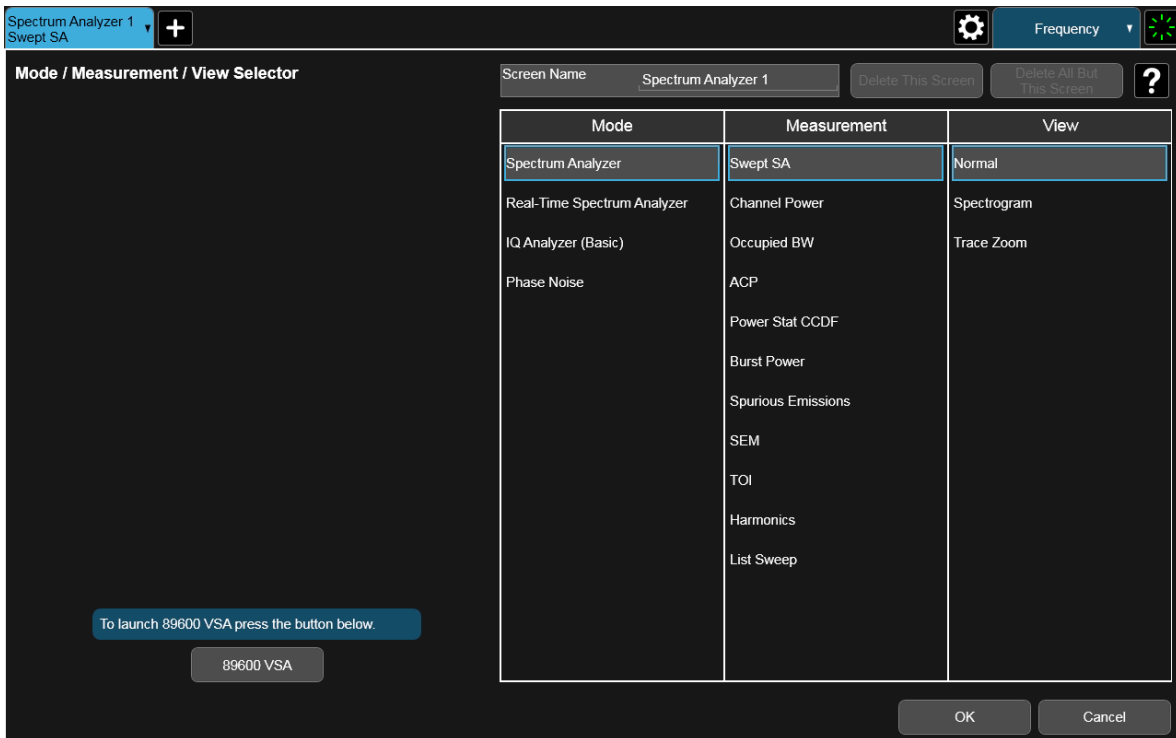 Spectrum Analyzer 1
Swept SA
Frequency
Mode / Measurement / View Selector
Screen Name
Spectrum Analyzer 1
Delete This Screen
Delete All But
This Screen
?
Mode
Measurement
View
Spectrum Analyzer
Swept SA
Normal
Real-Time Spectrum Analyzer
Channel Power
Spectrogram
IQ Analyzer (Basic)
Occupied BW
Trace Zoom
Phase Noise
ACP
Power Stat CCDF
Burst Power
Spurious Emissions
SEM
TOI
Harmonics
List Sweep
To launch 89600 VSA press the button below.
89600 VSA
OK
Cancel